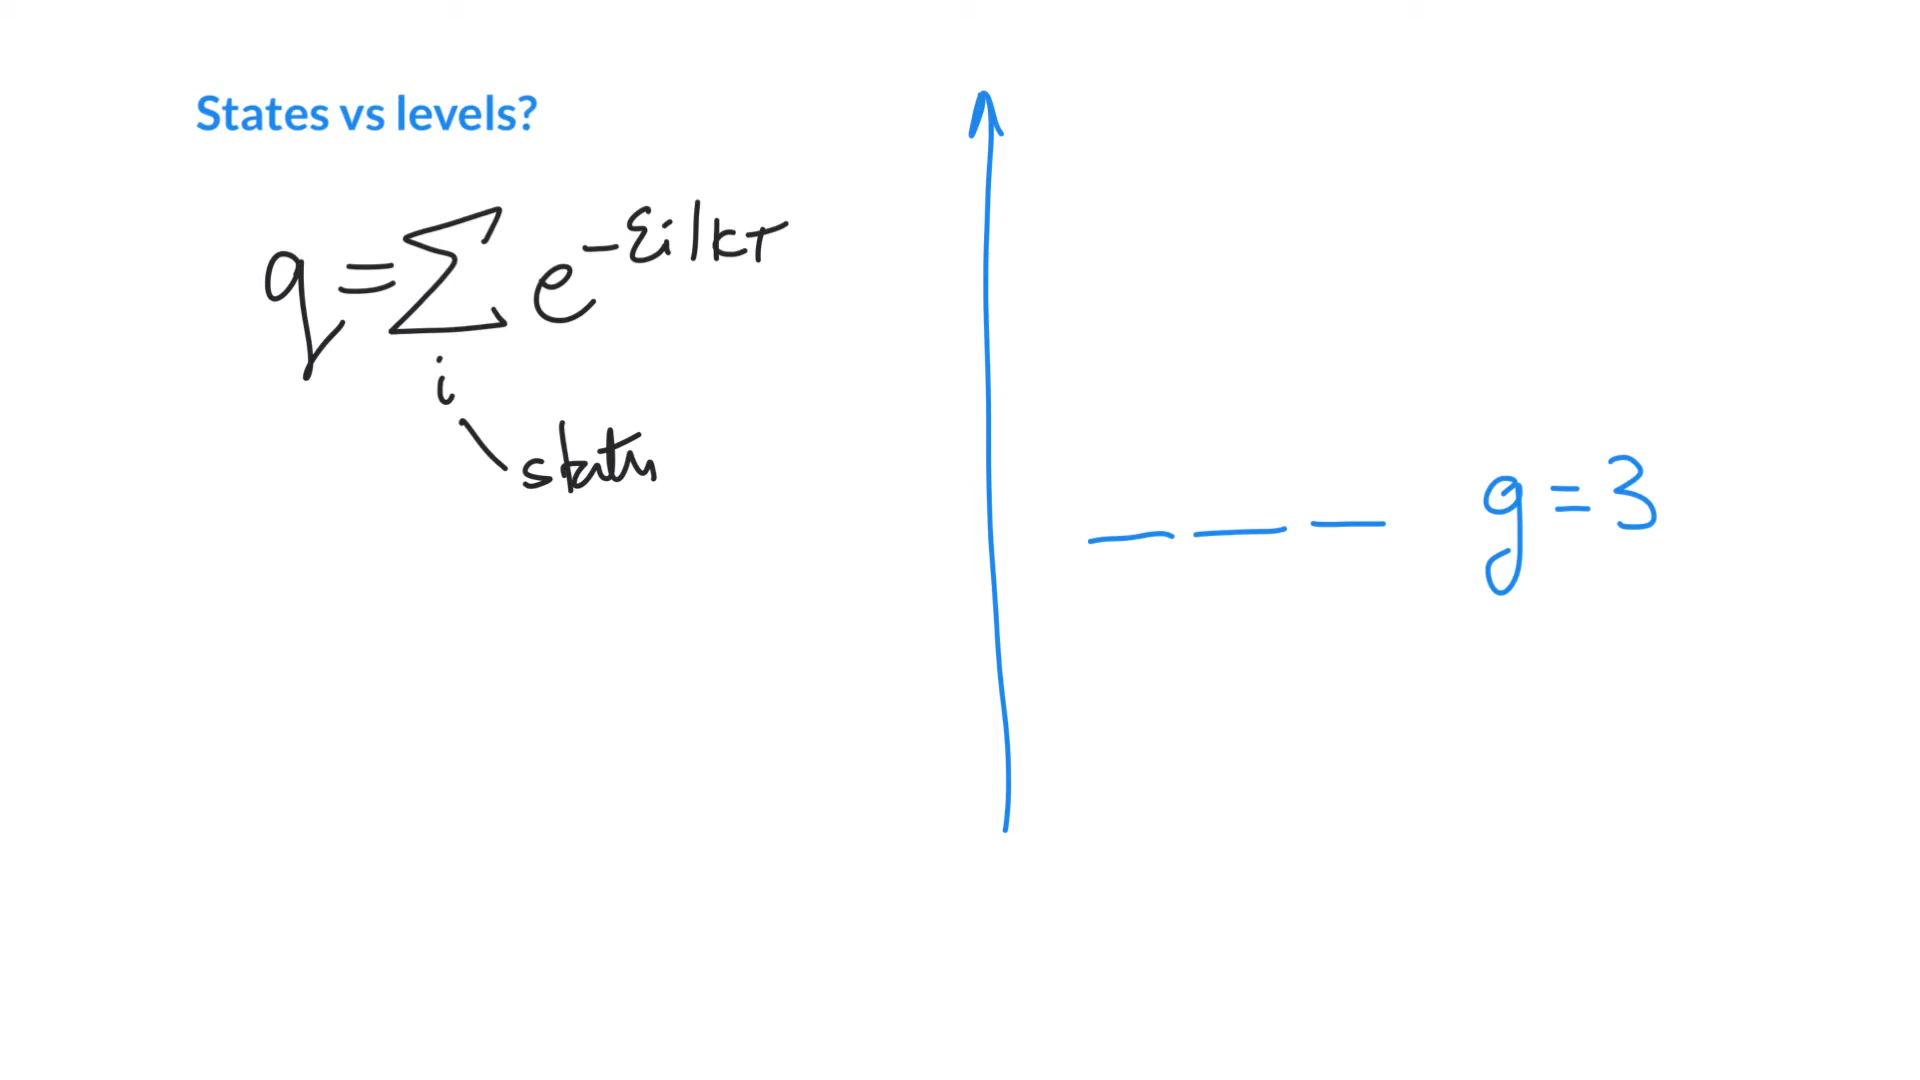 States vs levels?
q = ∑ e^{-εi/kT}
i
states
g = 3